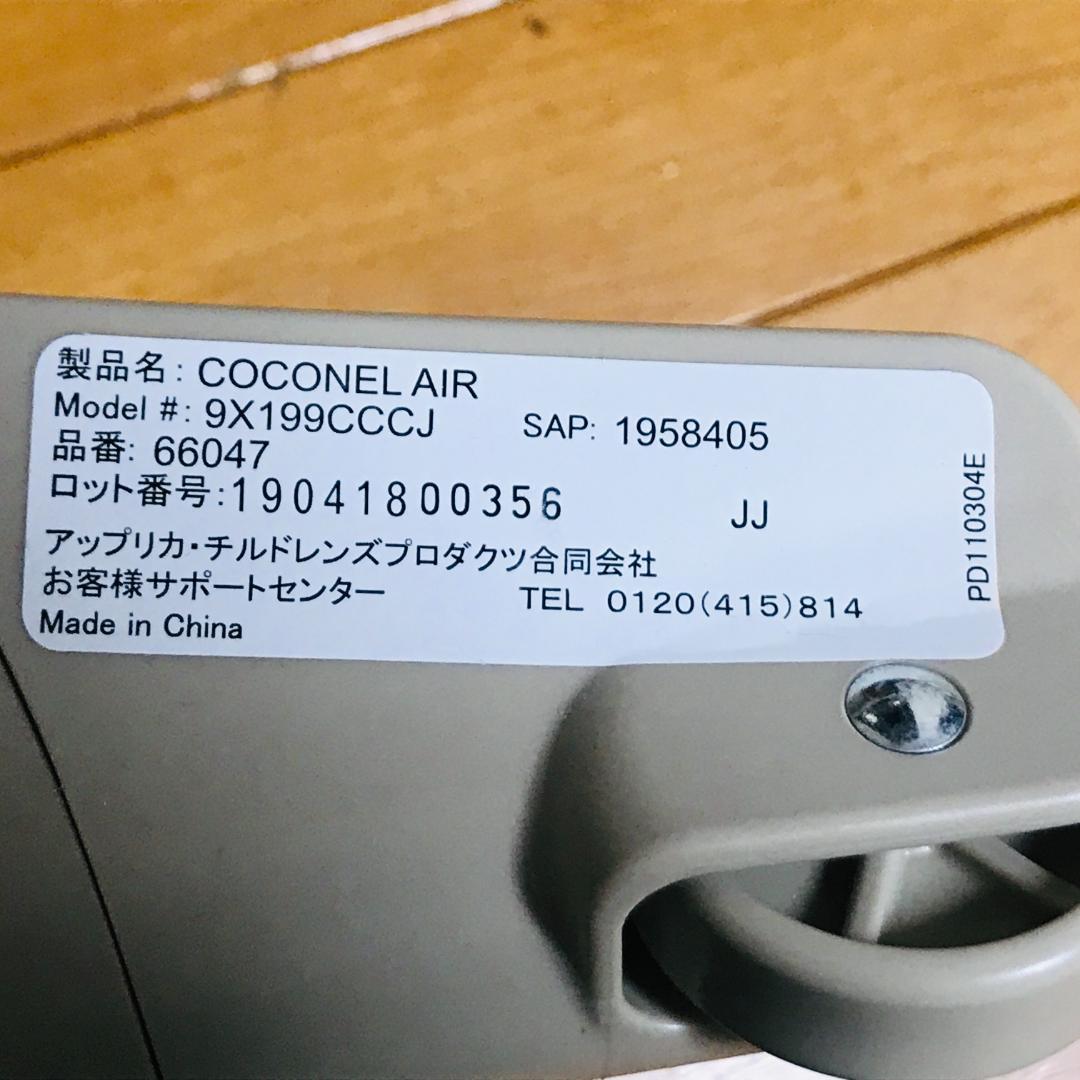 製品名: COCONEL AIR
Model #: 9X199CCCJ SAP: 1958405
品番: 66047
ロット番号:19041800356 JJ
アップリカ・チルドレンズプロダクツ合同会社
お客様サポートセンター TEL 0120(415)814
Made in China
PD110304E